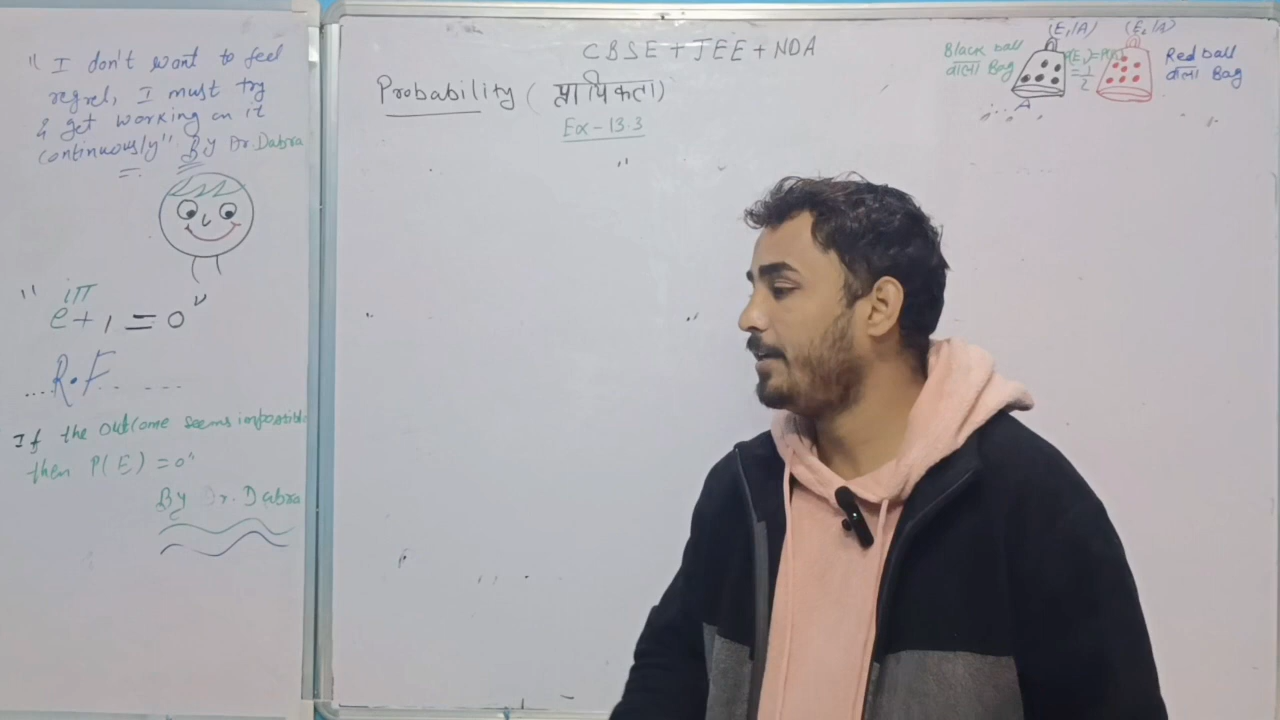 " I don't want to feel
regret, I must try
& get working on it
continuously" By Dr. Dabra
" e^iπ + 1 = 0 "
R.F
If the outcome seems impossible
then P(E) = 0"
By Dr. Dabra
CBSE + JEE + NDA
Probability ( प्रायिकता )
Ex - 13.3
Black ball
वाला Bag
(E₁/A)
= 1/2
A
(E₂/A)
Red ball
वाला Bag